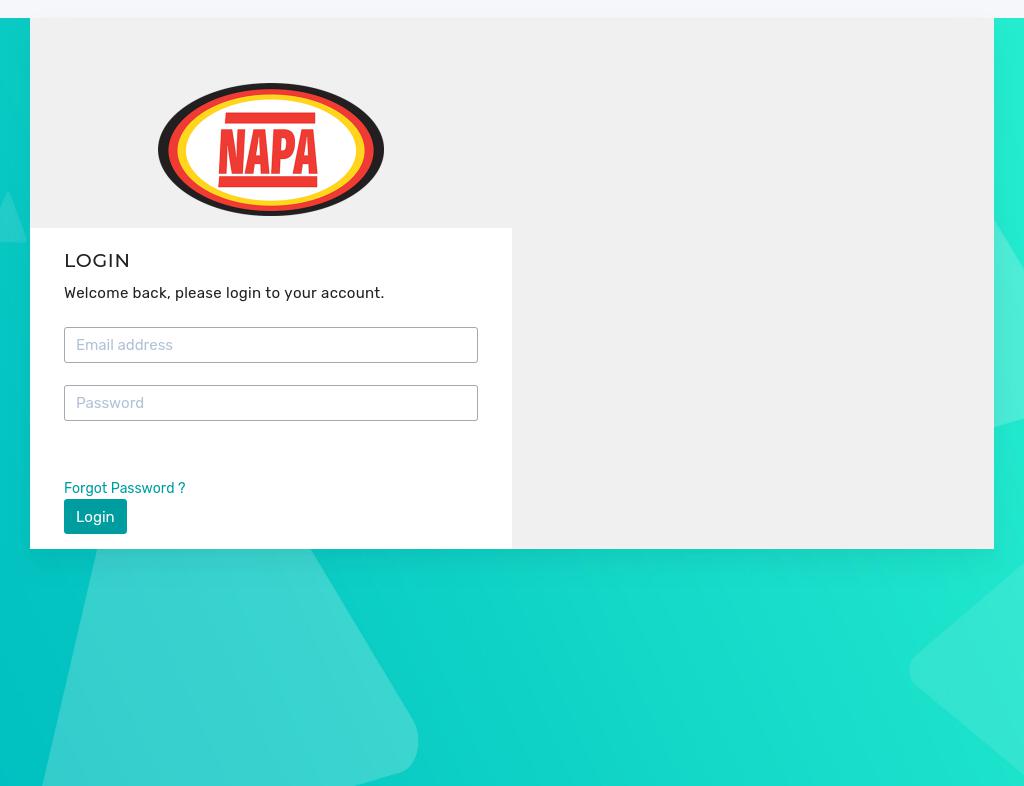 NAPA
LOGIN
Welcome back, please login to your account.
Email address
Password
Forgot Password ?
Login